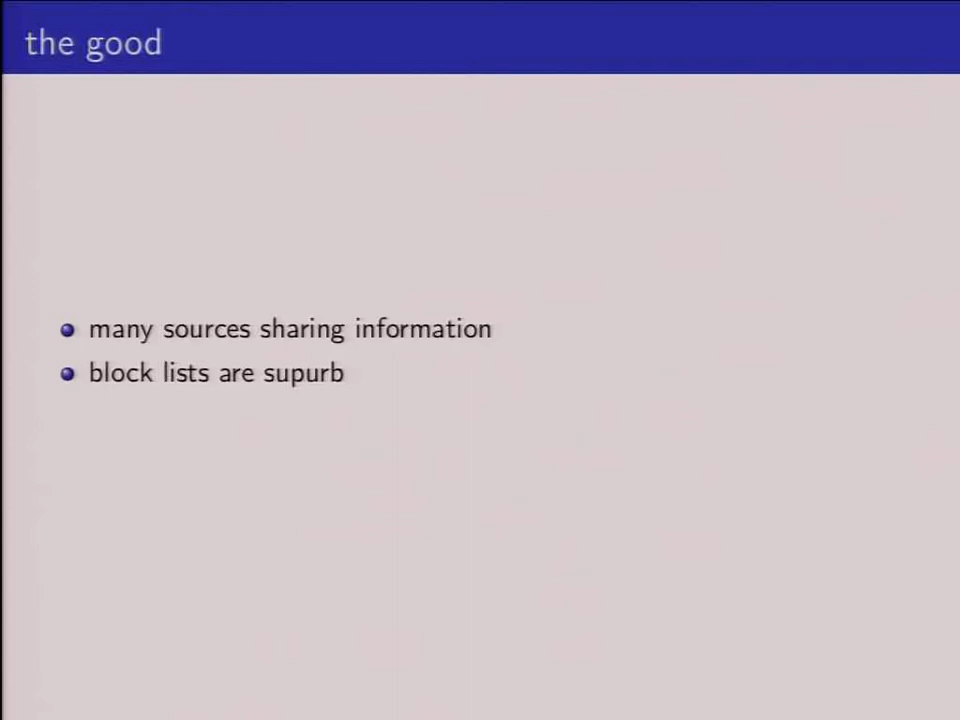 the good
many sources sharing information
block lists are supurb